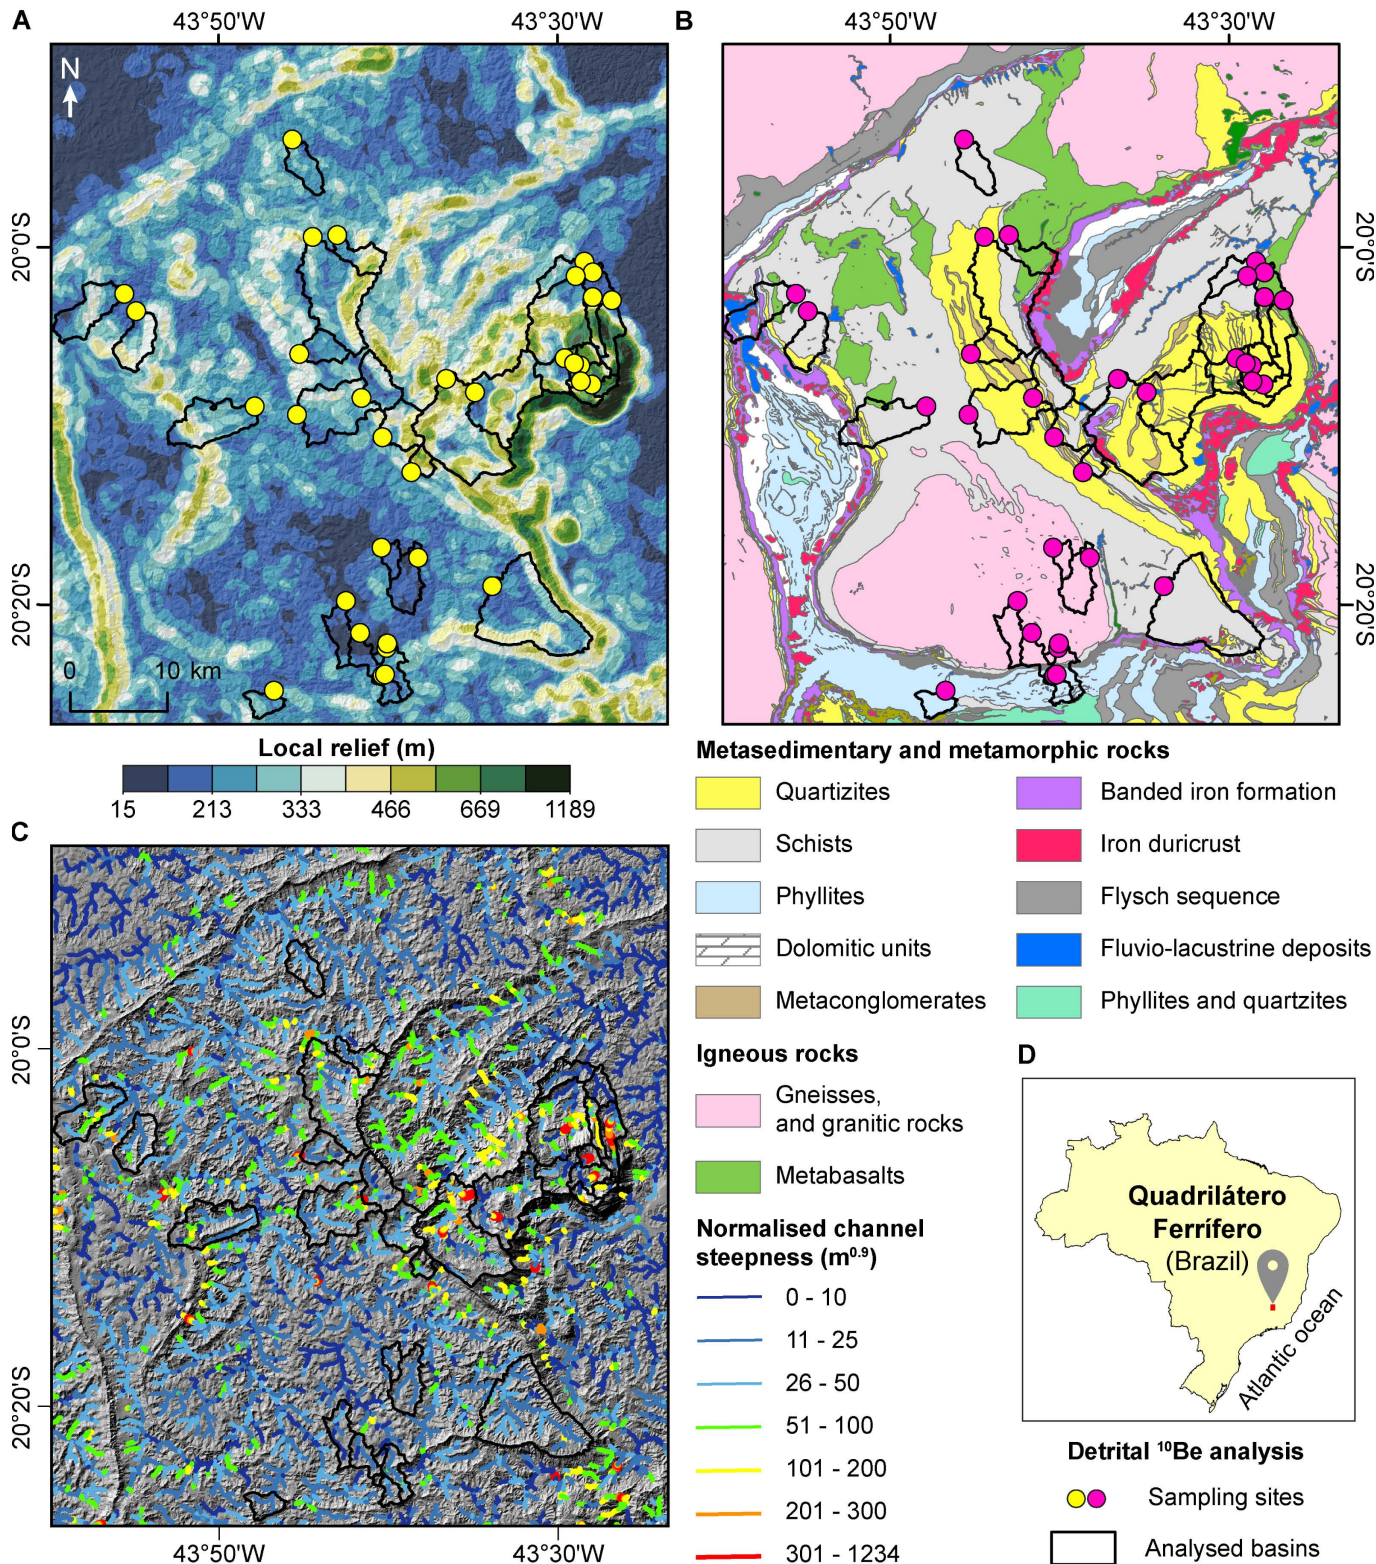 A
43°50'W
43°30'W
B
43°50'W
43°30'W
N
20°0'S
20°0'S
20°20'S
20°20'S
0
10 km
Local relief (m)
15
213
333
466
669
1189
Metasedimentary and metamorphic rocks
Quartizites
Banded iron formation
Schists
Iron duricrust
Phyllites
Flysch sequence
Dolomitic units
Fluvio-lacustrine deposits
Metaconglomerates
Phyllites and quartzites
Igneous rocks
Gneisses,
and granitic rocks
Metabasalts
Normalised channel
steepness (m⁰·⁹)
0 - 10
11 - 25
26 - 50
51 - 100
101 - 200
201 - 300
301 - 1234
C
20°0'S
20°20'S
43°50'W
43°30'W
D
Quadrilátero
Ferrífero
(Brazil)
Atlantic ocean
Detrital ¹⁰Be analysis
Sampling sites
Analysed basins